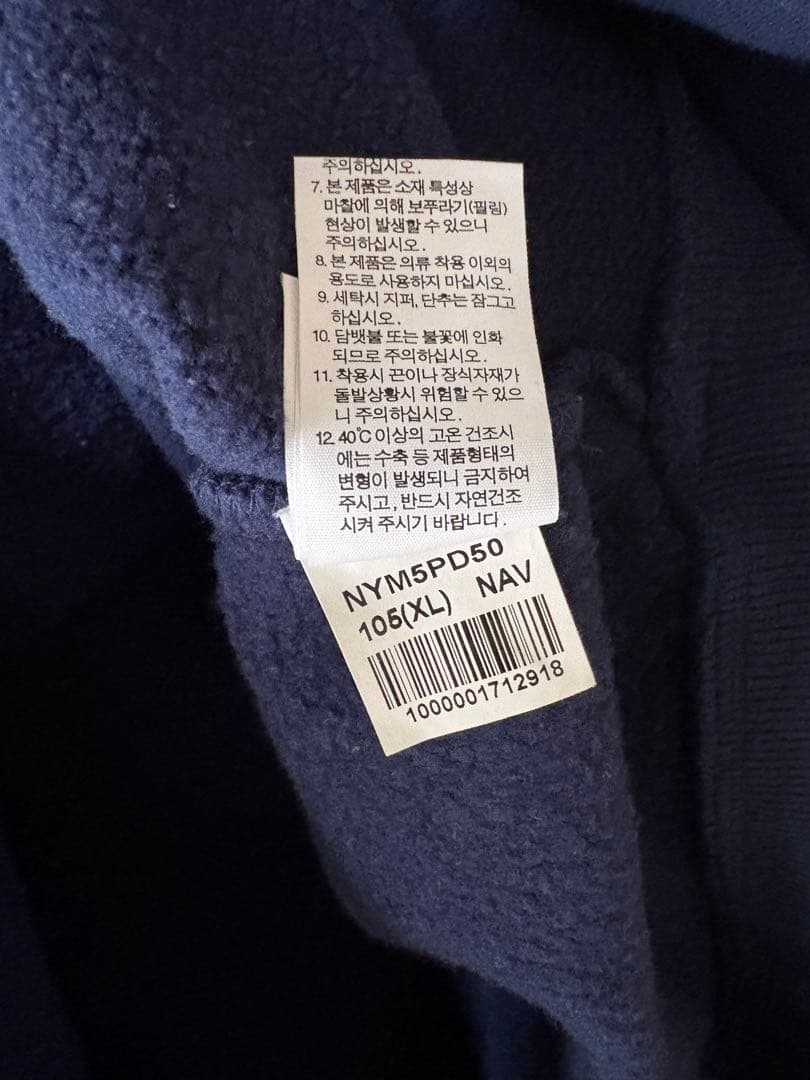 주의하십시오.
7. 본 제품은 소재 특성상
마찰에 의해 보푸라기(필링)
현상이 발생할 수 있으니
주의하십시오.
8. 본 제품은 의류 착용 이외의
용도로 사용하지 마십시오.
9. 세탁시 지퍼, 단추는 잠그고
하십시오.
10. 담뱃불 또는 불꽃에 인화
되므로 주의하십시오.
11. 착용시 끈이나 장식자재가
돌발상황시 위험할 수 있으
니 주의하십시오.
12. 40℃ 이상의 고온 건조시
에는 수축 등 제품형태의
변형이 발생되니 금지하여
주시고, 반드시 자연건조
시켜 주시기 바랍니다.
NYM5PD50
105(XL) NAV
1000001712918